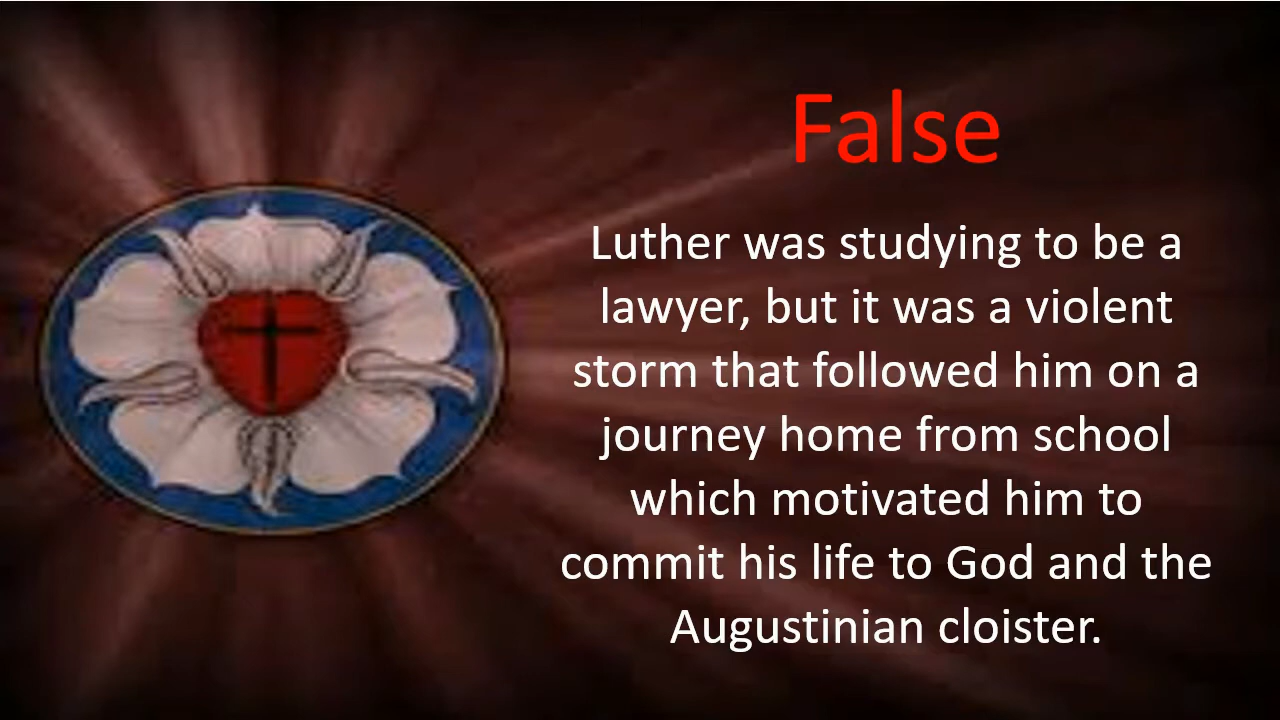 False
Luther was studying to be a
lawyer, but it was a violent
storm that followed him on a
journey home from school
which motivated him to
commit his life to God and the
Augustinian cloister.